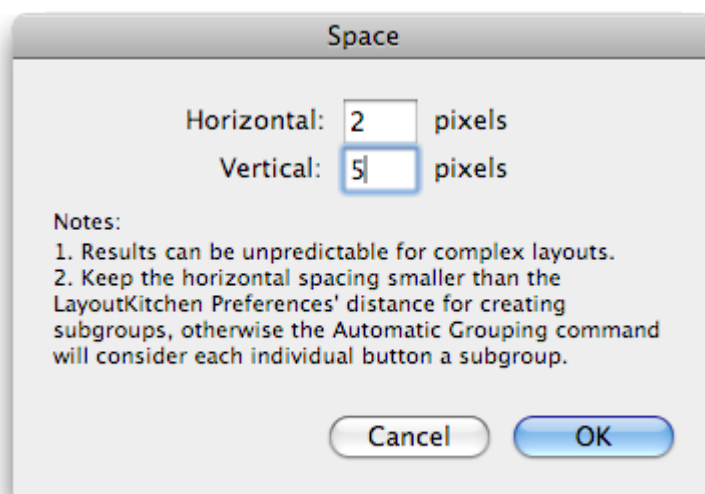 Space
Horizontal: 2 pixels
Vertical: 5 pixels
Notes:
1. Results can be unpredictable for complex layouts.
2. Keep the horizontal spacing smaller than the
LayoutKitchen Preferences' distance for creating
subgroups, otherwise the Automatic Grouping command
will consider each individual button a subgroup.
Cancel OK